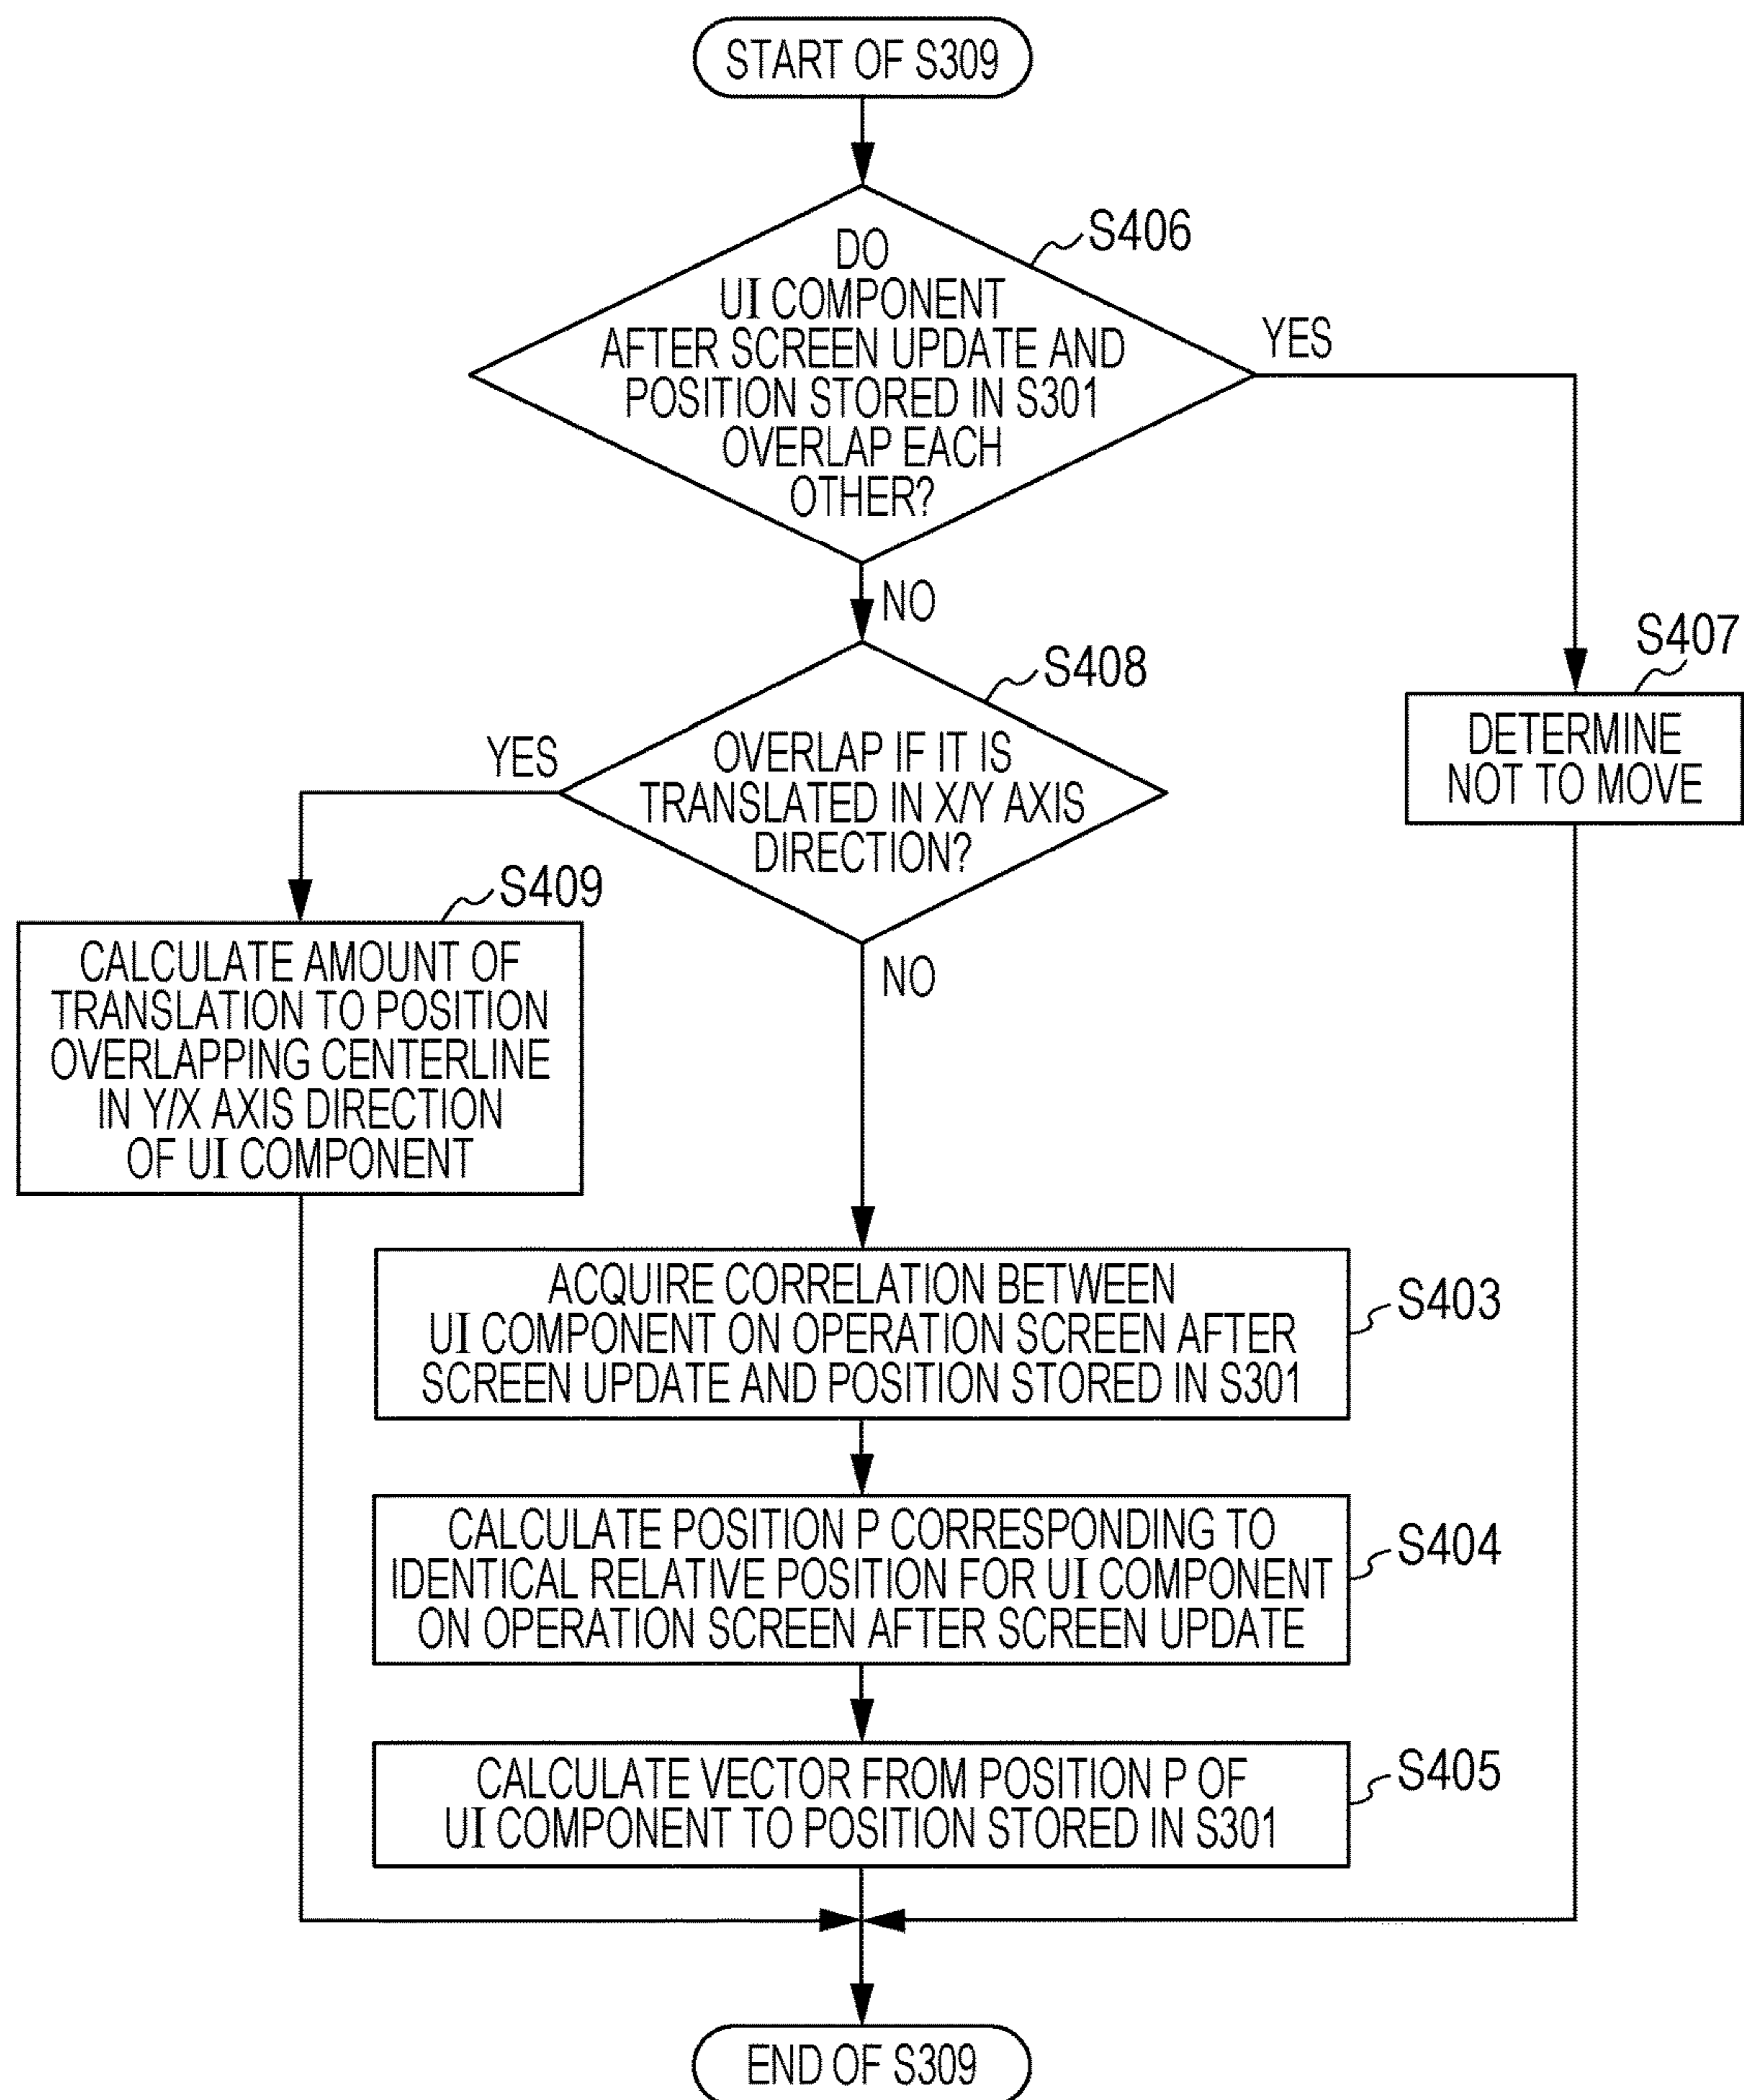 START OF S309
S406
DO
UI COMPONENT
AFTER SCREEN UPDATE AND
POSITION STORED IN S301
OVERLAP EACH
OTHER?
YES
NO
S407
DETERMINE
NOT TO MOVE
S408
OVERLAP IF IT IS
TRANSLATED IN X/Y AXIS
DIRECTION?
YES
NO
S409
CALCULATE AMOUNT OF
TRANSLATION TO POSITION
OVERLAPPING CENTERLINE
IN Y/X AXIS DIRECTION
OF UI COMPONENT
ACQUIRE CORRELATION BETWEEN
UI COMPONENT ON OPERATION SCREEN AFTER
SCREEN UPDATE AND POSITION STORED IN S301
S403
CALCULATE POSITION P CORRESPONDING TO
IDENTICAL RELATIVE POSITION FOR UI COMPONENT
ON OPERATION SCREEN AFTER SCREEN UPDATE
S404
CALCULATE VECTOR FROM POSITION P OF
UI COMPONENT TO POSITION STORED IN S301
S405
END OF S309